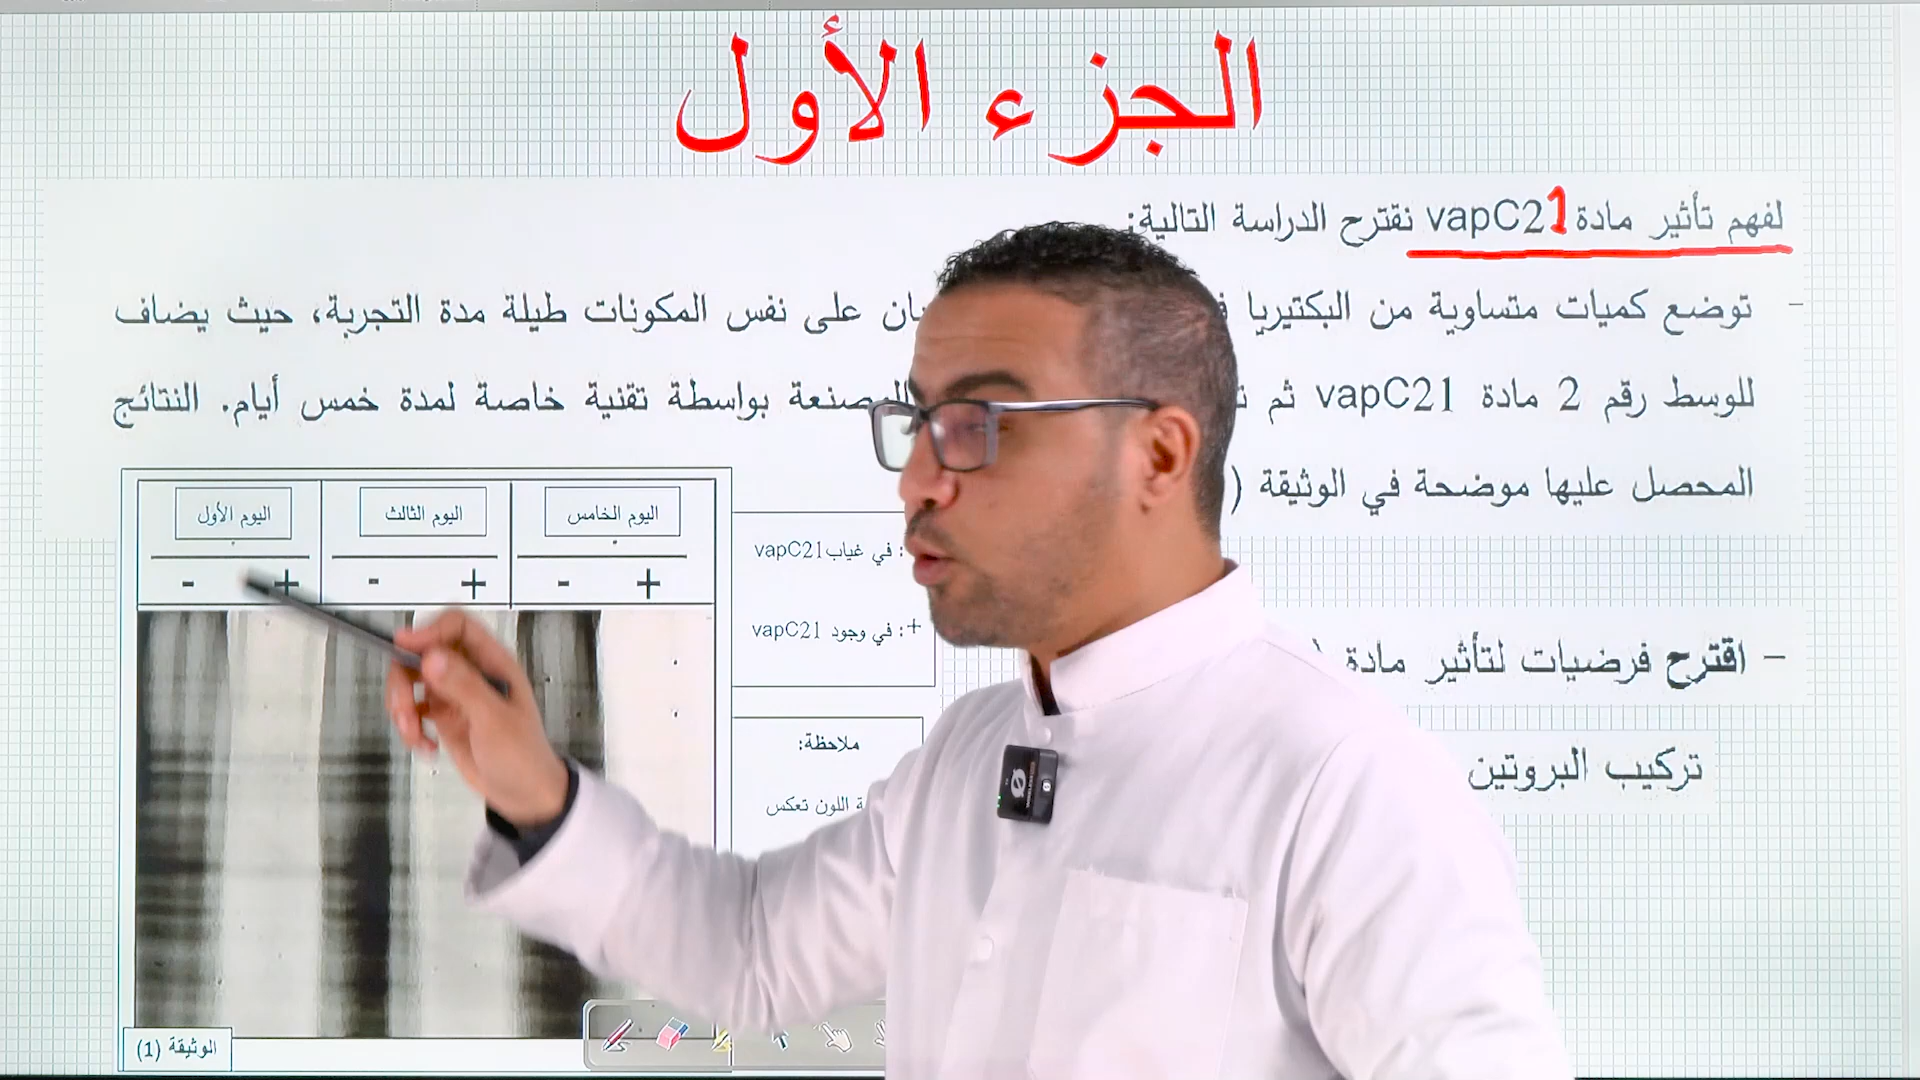 الجزء الأول
لفهم تأثير مادة vapC21 نقترح الدراسة التالية:
- توضع كميات متساوية من البكتيريا على نفس المكونات طيلة مدة التجربة، حيث يضاف
للوسط رقم 2 مادة vapC21 ثم المصنعة بواسطة تقنية خاصة لمدة خمس أيام. النتائج
المحصل عليها موضحة في الوثيقة (
اليوم الأول
اليوم الثالث
اليوم الخامس
- + - + - +
- : في غياب vapC21
+ : في وجود vapC21
ملاحظة:
اللون تعكس
الوثيقة (1)
- اقترح فرضيات لتأثير مادة (
تركيب البروتين